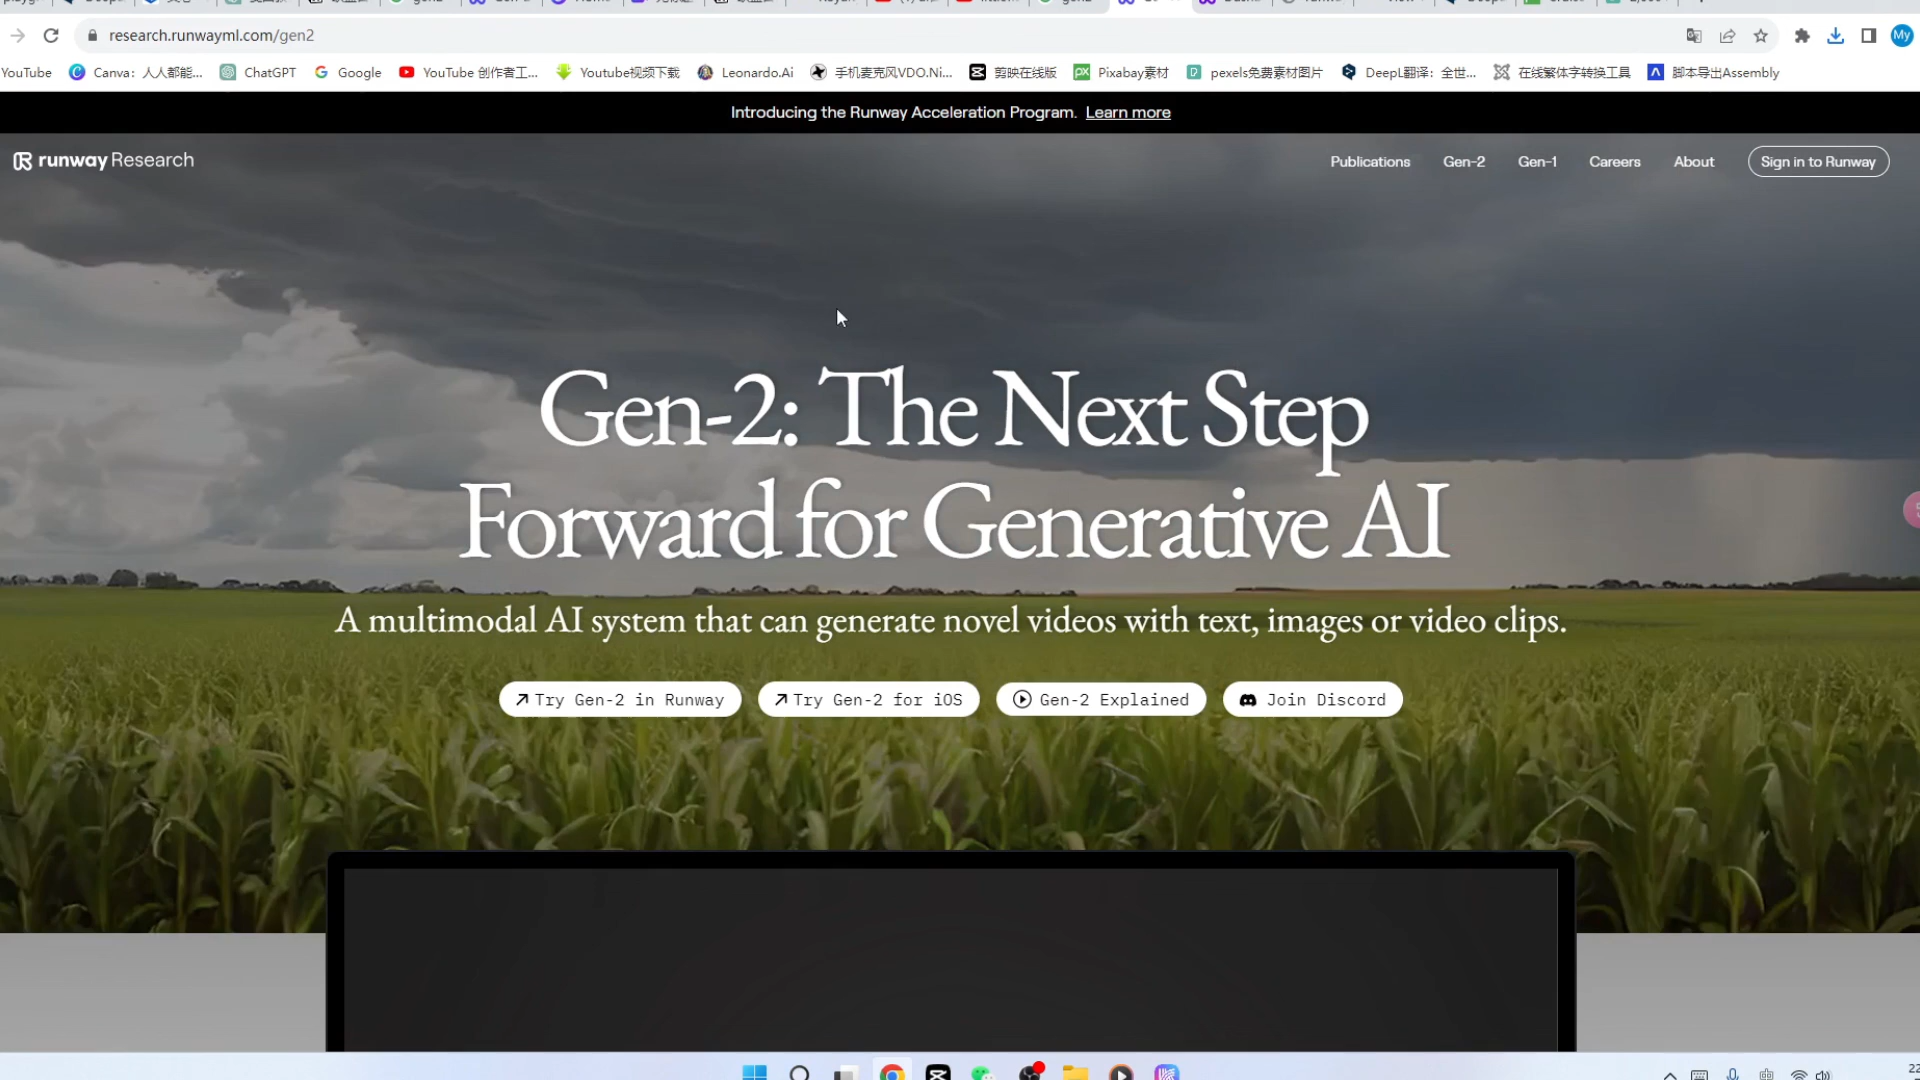 research.runwayml.com/gen2
My
YouTube
Canva：人人都能...
ChatGPT
Google
YouTube 创作者工...
Youtube视频下载
Leonardo.Ai
手机麦克风VDO.Ni...
剪映在线版
Pixabay素材
pexels免费素材图片
DeepL翻译：全世...
在线繁体字转换工具
脚本导出Assembly
Introducing the Runway Acceleration Program. Learn more
runway Research
Publications
Gen-2
Gen-1
Careers
About
Sign in to Runway
Gen-2: The Next Step
Forward for Generative AI
A multimodal AI system that can generate novel videos with text, images or video clips.
Try Gen-2 in Runway
Try Gen-2 for iOS
Gen-2 Explained
Join Discord